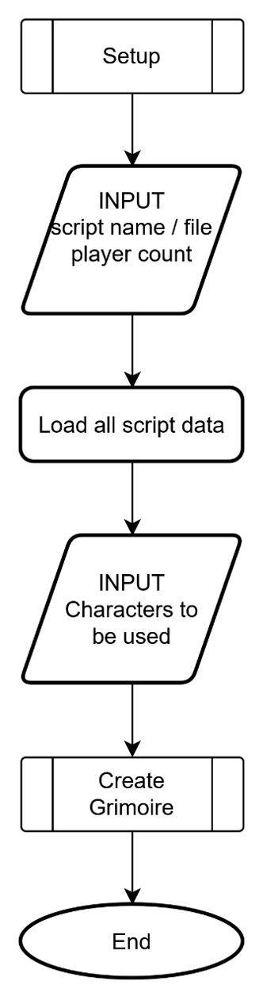 Setup
INPUT
script name / file
player count
Load all script data
INPUT
Characters to
be used
Create
Grimoire
End